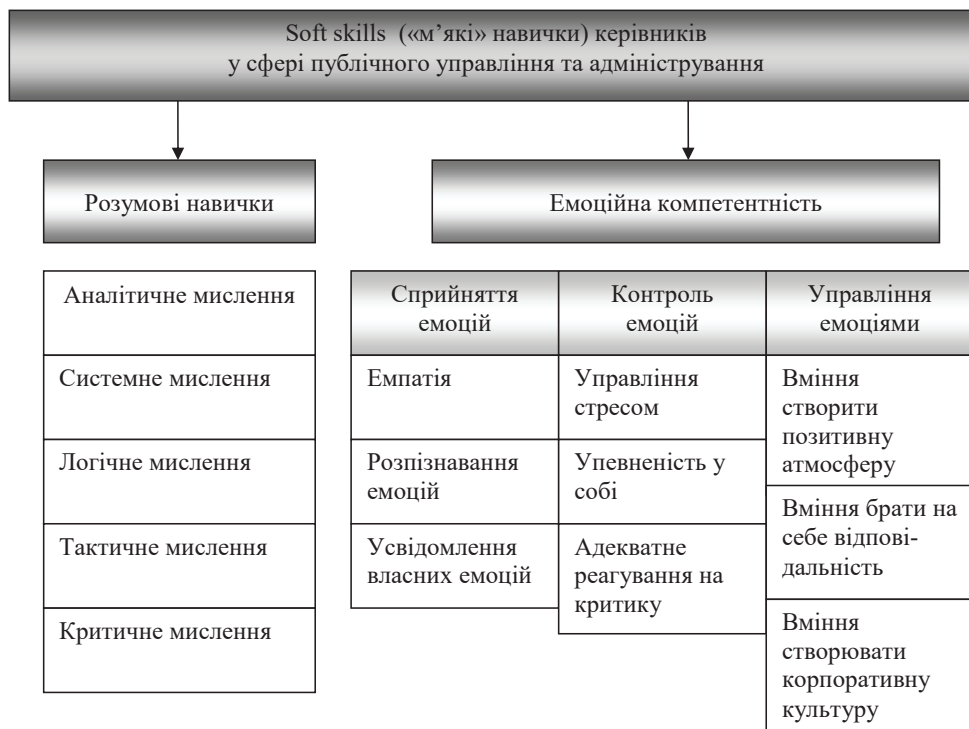 Soft skills («м’які» навички) керівників
у сфері публічного управління та адміністрування
Розумові навички
Емоційна компетентність
Аналітичне мислення
Системне мислення
Логічне мислення
Тактичне мислення
Критичне мислення
Сприйняття
емоцій
Емпатія
Розпізнавання
емоцій
Усвідомлення
власних емоцій
Контроль
емоцій
Управління
стресом
Упевненість у
собі
Адекватне
реагування на
критику
Управління
емоціями
Вміння
створити
позитивну
атмосферу
Вміння брати на
себе відпові-
дальність
Вміння
створювати
корпоративну
культуру